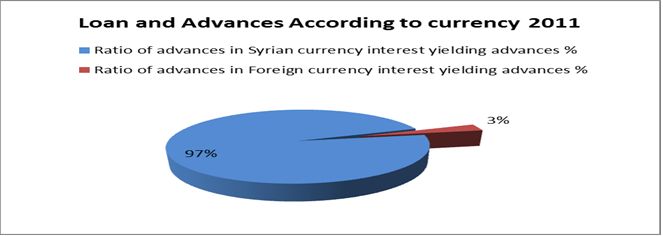 Loan and Advances According to currency 2011
Ratio of advances in Syrian currency interest yielding advances %
Ratio of advances in Foreign currency interest yielding advances %
3%
97%